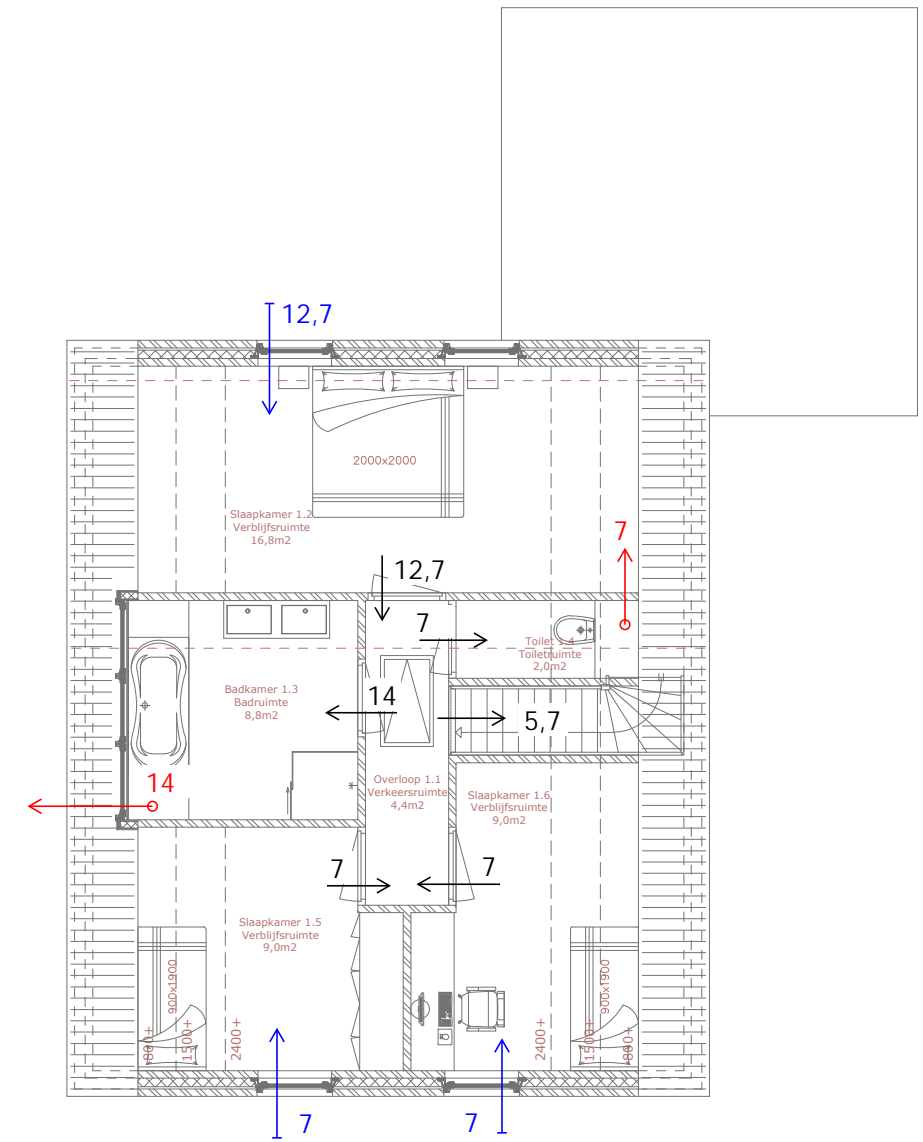 12,7
2000x2000
Slaapkamer 1.2
Verblijfsruimte
16,8m2
7
12,7
7
Toilet 1.4
Toiletruimte
2,0m2
Badkamer 1.3
Badruimte
8,8m2
14
5,7
14
Overloop 1.1
Verkeersruimte
4,4m2
Slaapkamer 1.6
Verblijfsruimte
9,0m2
7
7
Slaapkamer 1.5
Verblijfsruimte
9,0m2
900x1900
900x1900
800+
1500+
2400+
2400+
1500+
800+
7
7